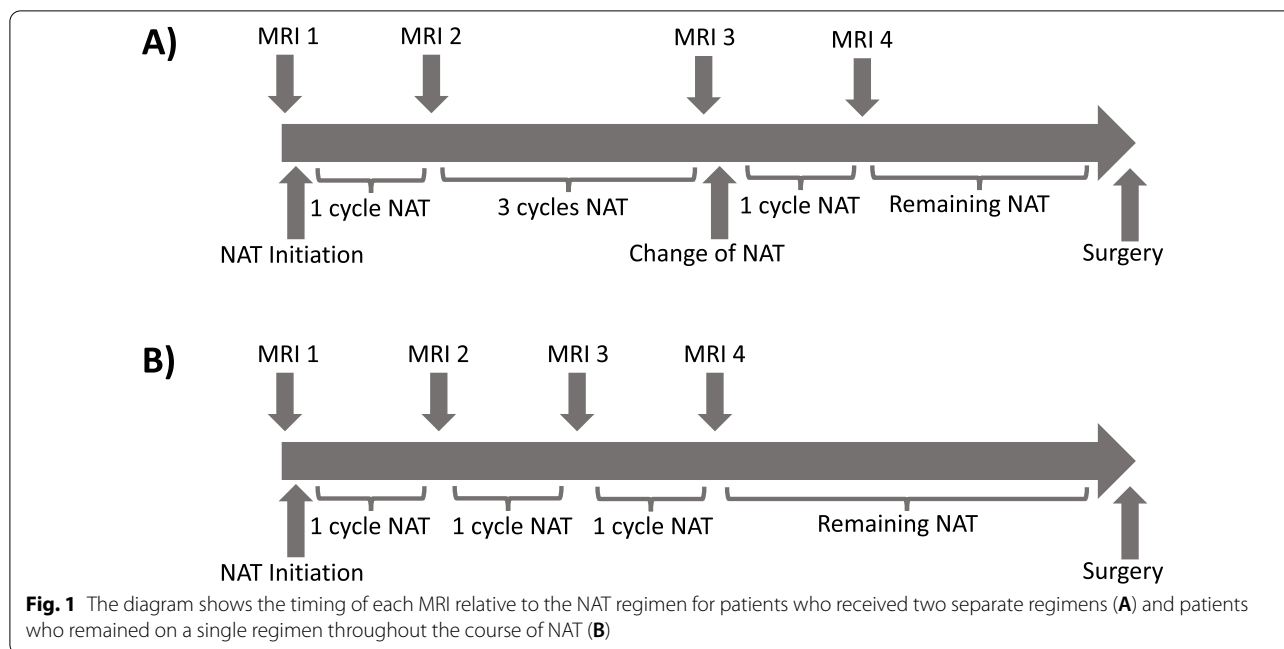 A)
MRI 1 MRI 2 MRI 3 MRI 4
1 cycle NAT 3 cycles NAT 1 cycle NAT Remaining NAT
NAT Initiation Change of NAT Surgery
B)
MRI 1 MRI 2 MRI 3 MRI 4
1 cycle NAT 1 cycle NAT 1 cycle NAT Remaining NAT
NAT Initiation Surgery
Fig. 1 The diagram shows the timing of each MRI relative to the NAT regimen for patients who received two separate regimens (A) and patients
who remained on a single regimen throughout the course of NAT (B)